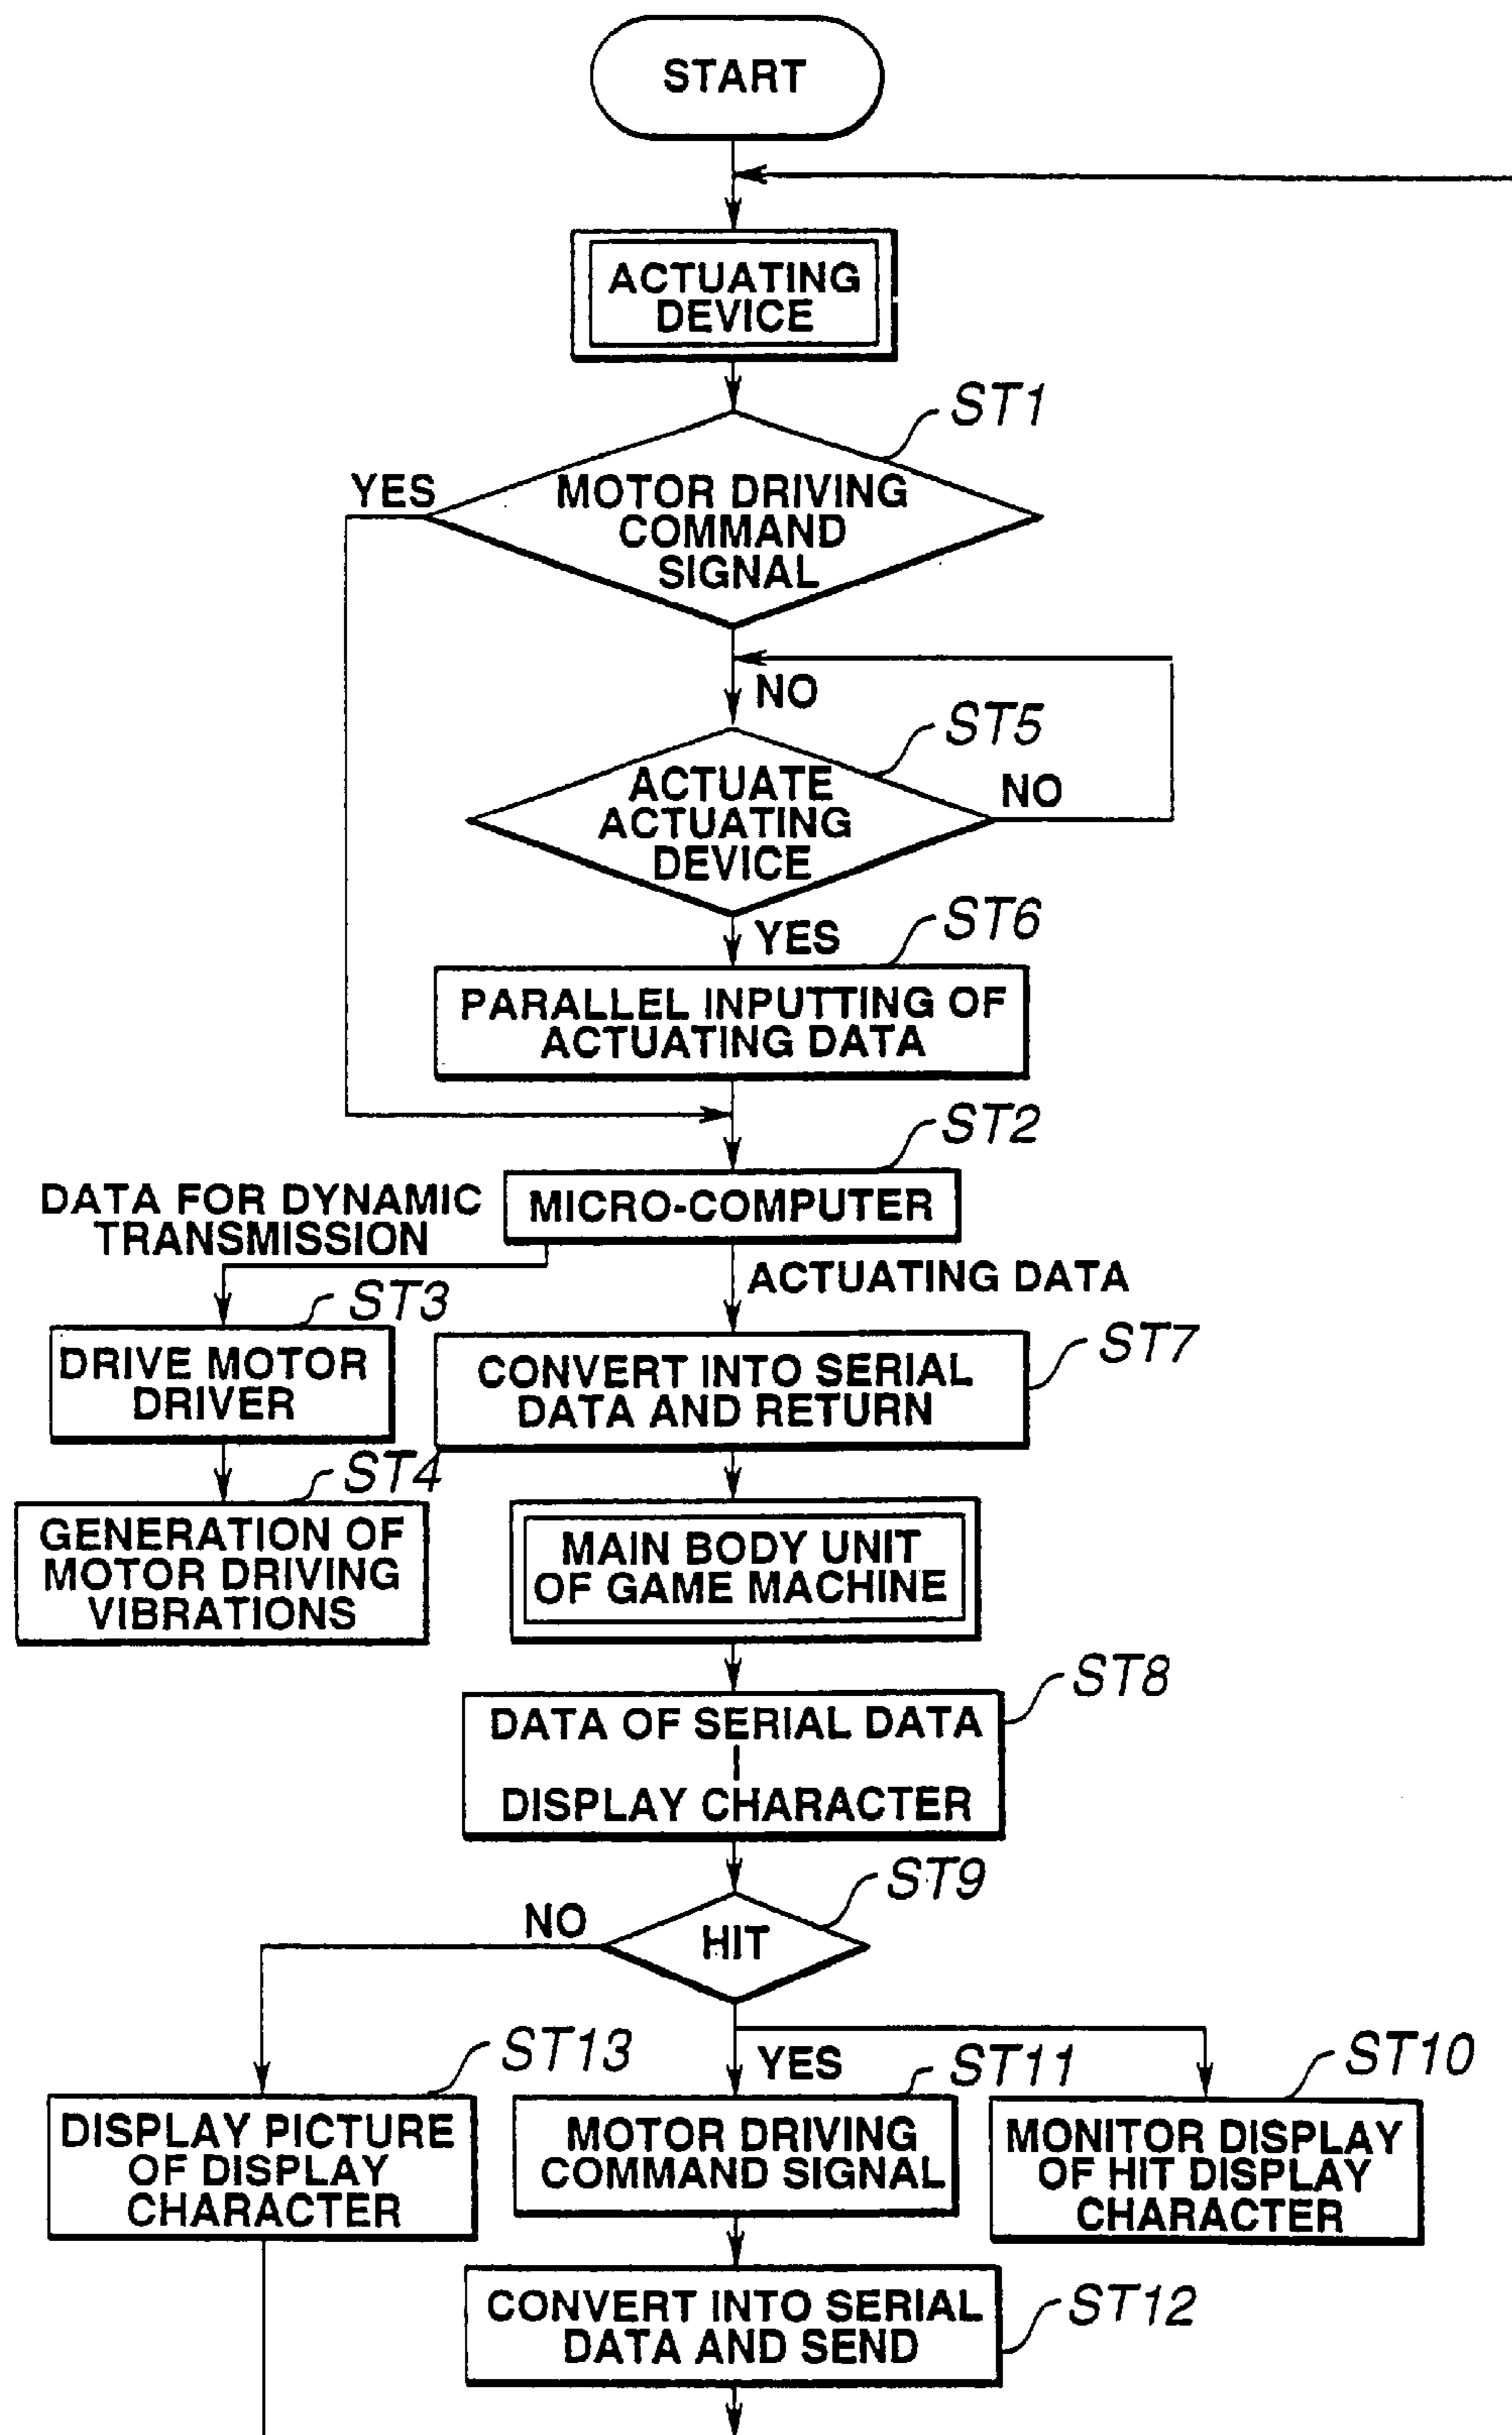 START
ACTUATING
DEVICE
ST1
YES
MOTOR DRIVING
COMMAND
SIGNAL
NO
ST5
ACTUATE
ACTUATING
DEVICE
NO
YES
ST6
PARALLEL INPUTTING OF
ACTUATING DATA
ST2
MICRO-COMPUTER
DATA FOR DYNAMIC
TRANSMISSION
ACTUATING DATA
ST3
DRIVE MOTOR
DRIVER
ST7
CONVERT INTO SERIAL
DATA AND RETURN
ST4
GENERATION OF
MOTOR DRIVING
VIBRATIONS
MAIN BODY UNIT
OF GAME MACHINE
ST8
DATA OF SERIAL DATA
DISPLAY CHARACTER
ST9
NO
HIT
ST13
YES
ST11
ST10
DISPLAY PICTURE
OF DISPLAY
CHARACTER
MOTOR DRIVING
COMMAND SIGNAL
MONITOR DISPLAY
OF HIT DISPLAY
CHARACTER
CONVERT INTO SERIAL
DATA AND SEND
ST12